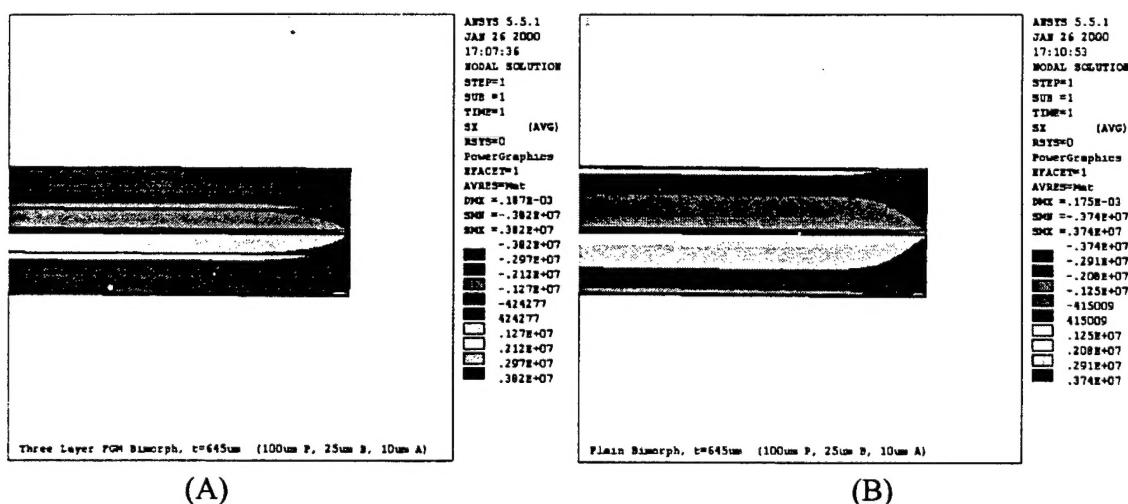 ANSYS 5.5.1
JAN 26 2000
17:07:36
NODAL SOLUTION
STEP=1
SUB =1
TIME=1
SX (AVG)
RSYS=0
PowerGraphics
EFACET=1
AVRES=Mat
DMX =.187E-03
SMN =-.382E+07
SMX =.382E+07
-.382E+07
-.297E+07
-.212E+07
-.127E+07
-424277
424277
.127E+07
.212E+07
.297E+07
.382E+07
Three Layer FGM Bimorph, t=645um (100um P, 25um B, 10um A)
(A)
1
ANSYS 5.5.1
JAN 26 2000
17:10:53
NODAL SOLUTION
STEP=1
SUB =1
TIME=1
SX (AVG)
RSYS=0
PowerGraphics
EFACET=1
AVRES=Mat
DMX =.175E-03
SMN =-.374E+07
SMX =.374E+07
-.374E+07
-.291E+07
-.208E+07
-.125E+07
-415009
415009
.125E+07
.208E+07
.291E+07
.374E+07
Plain Bimorph, t=645um (100um P, 25um B, 10um A)
(B)